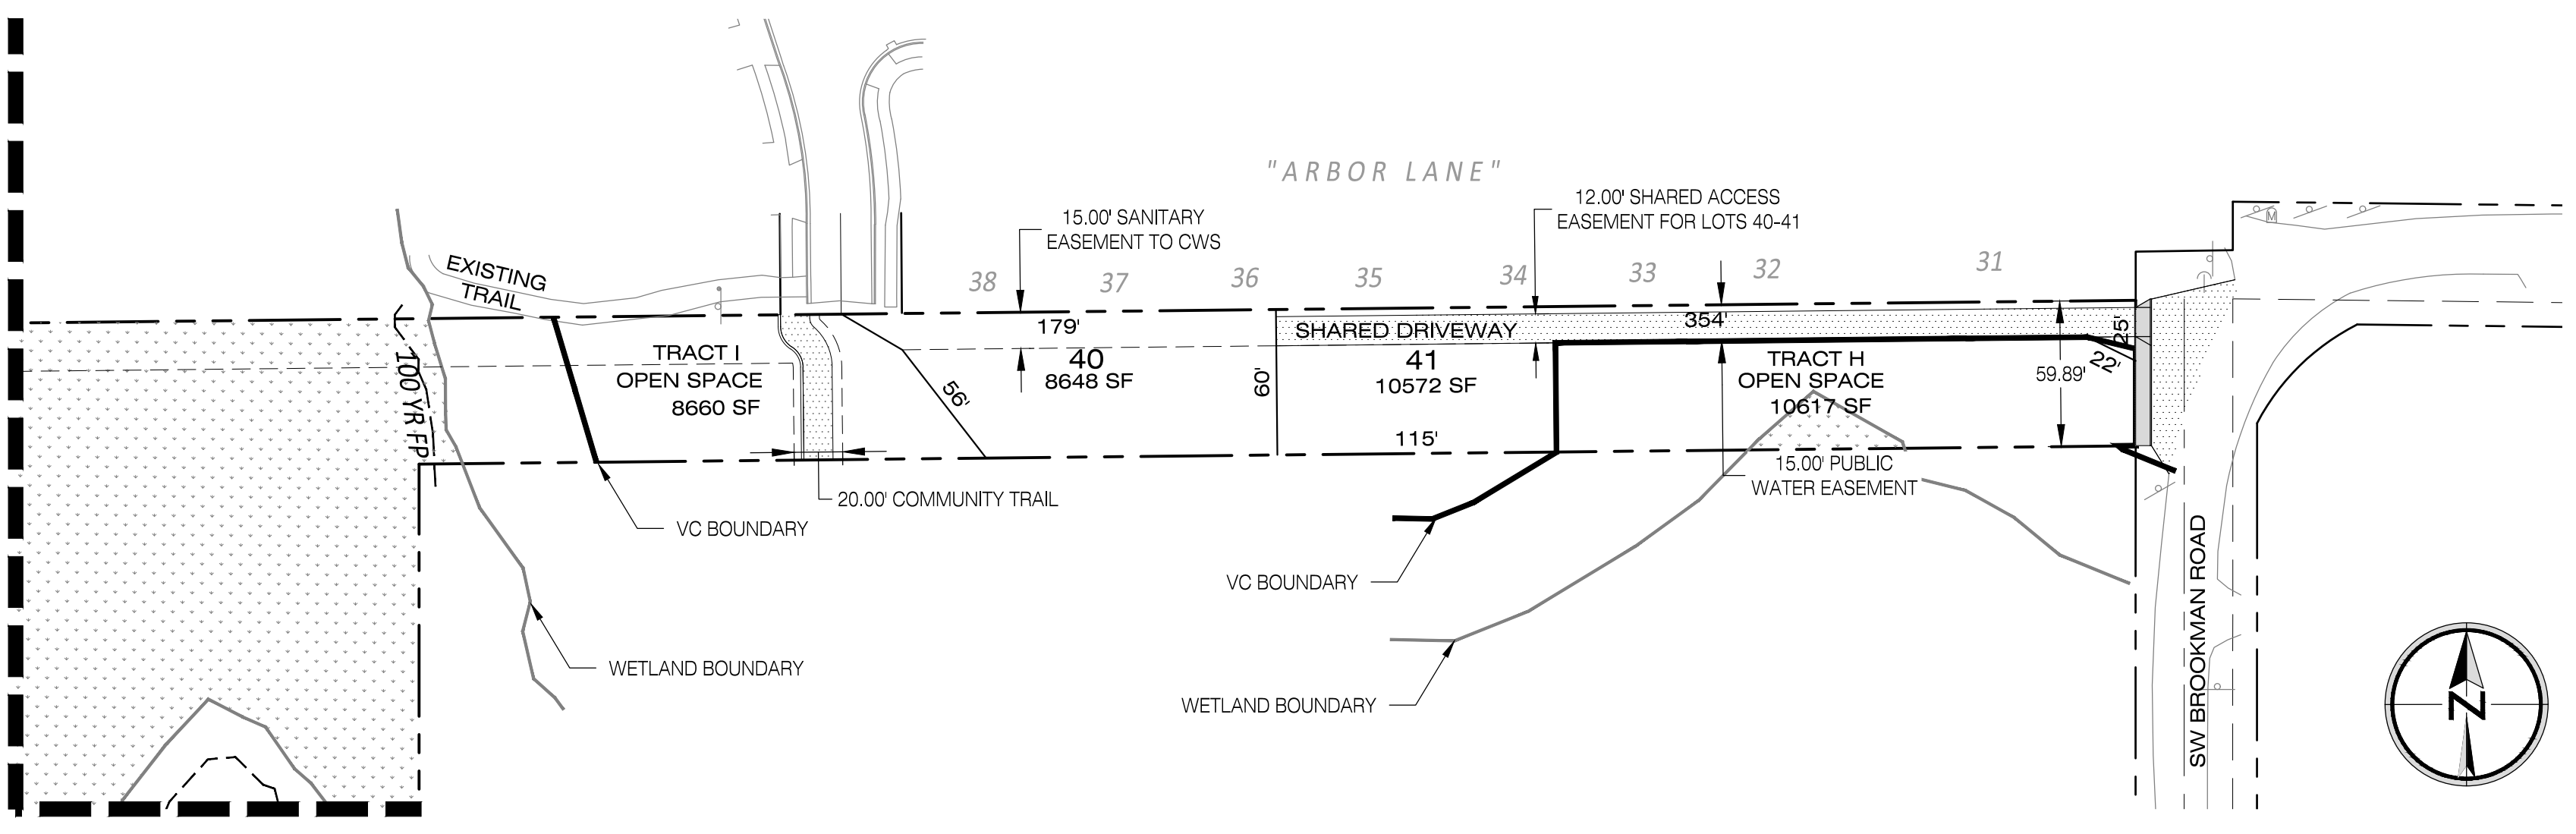 "ARBOR LANE"
12.00' SHARED ACCESS
EASEMENT FOR LOTS 40-41
15.00' SANITARY
EASEMENT TO CWS
M
EXISTING
TRAIL
38
37
36
35
34
33
32
31
179'
SHARED DRIVEWAY
354'
25'
22'
59.89'
100 YR FP
TRACT I
OPEN SPACE
8660 SF
56'
40
8648 SF
60'
41
10572 SF
115'
TRACT H
OPEN SPACE
10617 SF
15.00' PUBLIC
WATER EASEMENT
20.00' COMMUNITY TRAIL
VC BOUNDARY
VC BOUNDARY
WETLAND BOUNDARY
WETLAND BOUNDARY
SW BROOKMAN ROAD
N